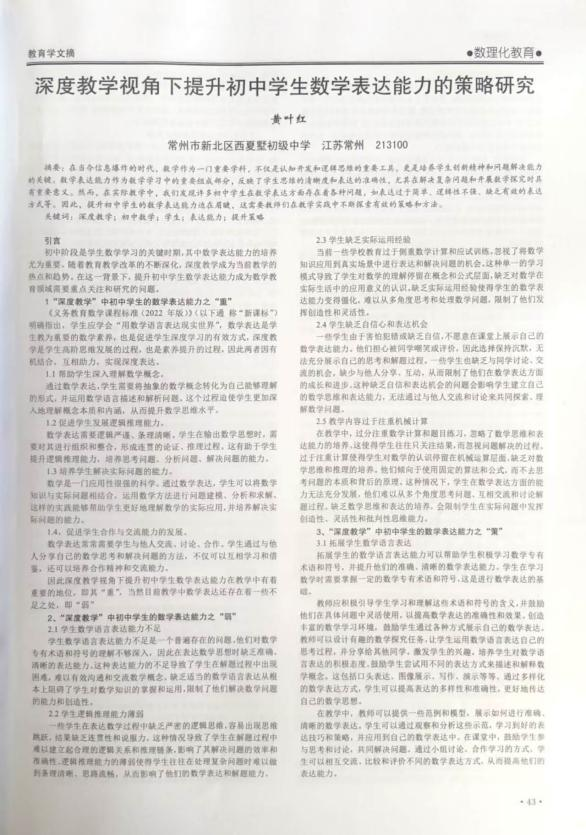 教育学文摘
●数理化教育●
深度教学视角下提升初中学生数学表达能力的策略研究
黄叶红
常州市新北区西夏墅初级中学 江苏常州 213100
摘要：在当今信息爆炸的时代，数学作为一门重要学科，不仅是认知开发和逻辑思维的重要工具，更是培养学生创新精神和问题解决能力
的关键。数学表达能力作为数学学习中的重要组成部分，反映了学生思维的清晰度和表达的准确性，尤其在解决复杂问题和开展数学探究时具
有重要意义。然而，在实际教学中，我们发现许多初中学生在数学表达方面存在着各种问题，如表达过于简单、逻辑性不强、缺乏有效的表达
方式等。因此，提升初中学生的数学表达能力迫在眉睫，这需要教师们在教学实践中不断探索有效的策略和方法。
关键词：深度教学；初中数学；学生；表达能力；提升策略
引言
初中阶段是学生数学学习的关键时期，其中数学表达能力的培养
尤为重要。随着教育教学改革的不断深化，深度教学成为当前教学的
热点和趋势。在这一背景下，提升初中学生数学表达能力成为数学教
育领域需要重点关注和研究的问题。
1 “深度教学”中初中学生的数学表达能力之“重”
《义务教育数学课程标准（2022 年版）》（以下通 称“新课标”）
明确指出，学生应学会“用数学语言表达现实世界”，数学表达是学
生教为重要的数学素养，也是促进学生深度学习的有效方式，深度教
学是学生高阶思维发展的过程，也是素养提升的过程，因此两者固有
机结合、互相助力、实现深度表达。
1.1 帮助学生深入理解数学概念。
通过数学表达，学生需要将抽象的数学概念转化为自己能够理解
的形式，并运用数学语言描述和解析问题。这个过程迫使学生更加深
入地理解概念本质和内涵，从而提升数学思维水平。
1.2 促进学生发展逻辑推理能力。
数学表达需要逻辑严谨、条理清晰。学生在输出数学思想时，需
要对其进行组织和整合，形成连贯的论证、推理过程。这有助于学生
提升逻辑推理能力，培养思考问题、分析问题、解决问题的能力。
1.3 培养学生解决实际问题的能力。
数学是一门应用性很强的科学。通过数学表达，学生可以将数学
知识与实际问题相结合，运用数学方法进行问题建模、分析和求解。
这样的实践能够帮助学生更好地理解数学的实际应用，并培养解决实
际问题的能力。
1.4、促进学生合作与交流能力的发展。
数学表达常常需要学生与他人交流、讨论、合作。学生通过与他
人分享自己的数学思考和解决问题的方法，不仅可以互相学习和借
鉴，还可以培养合作精神和交流能力。
因此深度教学视角下提升初中学生数学表达能力在教学中有着
重要的地位，即其“重”，当然目前教学中数学表达还存在着一些不
足之处，即“弱”
2、“深度教学”中初中学生的数学表达能力之“弱”
2.1 学生数学语言表达能力不足
学生数学语言表达能力不足是一个普遍存在的问题。他们对数学
专有术语和符号的理解不够深入，因此在表达数学思想时缺乏准确、
清晰的表达能力。这种表达能力的不足导致了学生在解题过程中出现
困难，难以有效沟通和交流数学概念。缺乏适当的数学语言表达从根
本上阻碍了学生对数学知识的掌握和运用，限制了他们解决数学问题
的能力和创造性。
2.2 学生逻辑推理能力薄弱
一些学生在表达数学过程中缺乏严密的逻辑思维，容易出现思维
跳跃、结果缺乏连贯性和说服力。这种情况导致了学生在解题过程中
难以建立起合理的逻辑关系和推理链条，影响了其解决问题的效率和
准确性。逻辑推理能力的薄弱使得学生往往在处理复杂问题时难以做
到条理清晰、思路流畅，从而影响了他们的数学表达和解题能力。
2.3 学生缺乏实际运用经验
当前一些学校教育过于侧重数学计算和应试训练，忽视了将数学
知识应用到真实场景中进行表达和解决问题的机会。这种单一的学习
模式导致了学生对数学的理解停留在概念和公式层面，缺乏对数学在
实际生活中的应用意义的认识。缺乏实际运用经验使得学生的数学表
达能力变得僵化，难以从多角度思考和处理数学问题，限制了他们发
挥创造性和灵活性。
2.4 学生缺乏自信心和表达机会
一些学生由于害怕犯错或缺乏自信，不愿意在课堂上展示自己的
数学表达能力。他们担心被同学嘲笑或评价，因此选择保持沉默，无
法充分展示自己的思考和解题过程。一些学生也缺乏与同学讨论、交
流的机会，缺少与他人分享、互动，从而限制了他们在数学表达方面
的成长和进步。这种缺乏自信和表达机会的问题会影响学生建立自己
的数学思维和表达能力，无法通过与他人交流和讨论来共同探索、理
解数学问题。
2.5 教学内容过于注重机械计算
在教学中，过分注重数学计算和题目练习，忽略了数学思维和表
达能力的培养，这使得学生往往只关注结果，而忽视问题解决的过程。
过于注重计算使得学生对数学的认识停留在机械运算层面，缺乏对数
学思维和推理的培养。他们倾向于使用固定的算法和公式，而不去思
考问题的本质和背后的原理。这种情况下，学生在数学表达方面的能
力无法充分发展，他们难以从多个角度思考问题、互相交流和讨论解
题过程。缺乏数学思维和表达的培养，会限制学生在实际问题中发挥
创造性、灵活性和批判性思维能力。
3、“深度教学”中初中学生的数学表达能力之“策”
3.1 拓展学生数学语言表达
拓展学生的数学语言表达能力可以帮助学生积极学习数学专有
术语和符号，并提升他们的准确、清晰的数学表达能力。学生在学习
数学时需要掌握一定的数学专有术语和符号，这是进行数学表达的基
础。
教师应积极引导学生学习和理解这些术语和符号的含义，并鼓励
他们在具体问题中灵活使用，以提高数学表达的准确性和效果。创造
丰富的数学学习环境，鼓励学生通过各种方式展示自己的数学表达。
教师可以设计有趣的数学探究任务，让学生运用数学语言表达自己的
思考过程，并分享给其他同学，激发学生的兴趣，培养学生对数学语
言表达的积极态度。鼓励学生尝试用不同的表达方式来描述和解释数
学概念。这包括口头表达、图像展示、写作、演示等等。通过多样化
的数学表达方式，学生可以提高表达的多样性和准确性，更好地传达
自己的数学思想。
在教学中，教师可以提供一些范例和模型，展示如何进行准确、
清晰的数学表达。学生可以通过观察和分析这些示范，学习到好的表
达技巧和策略，并应用到自己的数学表达中。在课堂中，鼓励学生参
与思考和讨论，共同解决问题。通过小组讨论、合作学习的方式，学
生可以相互交流、比较和评价不同的数学表达方式，从而提高他们的
表达能力。
· 43 ·